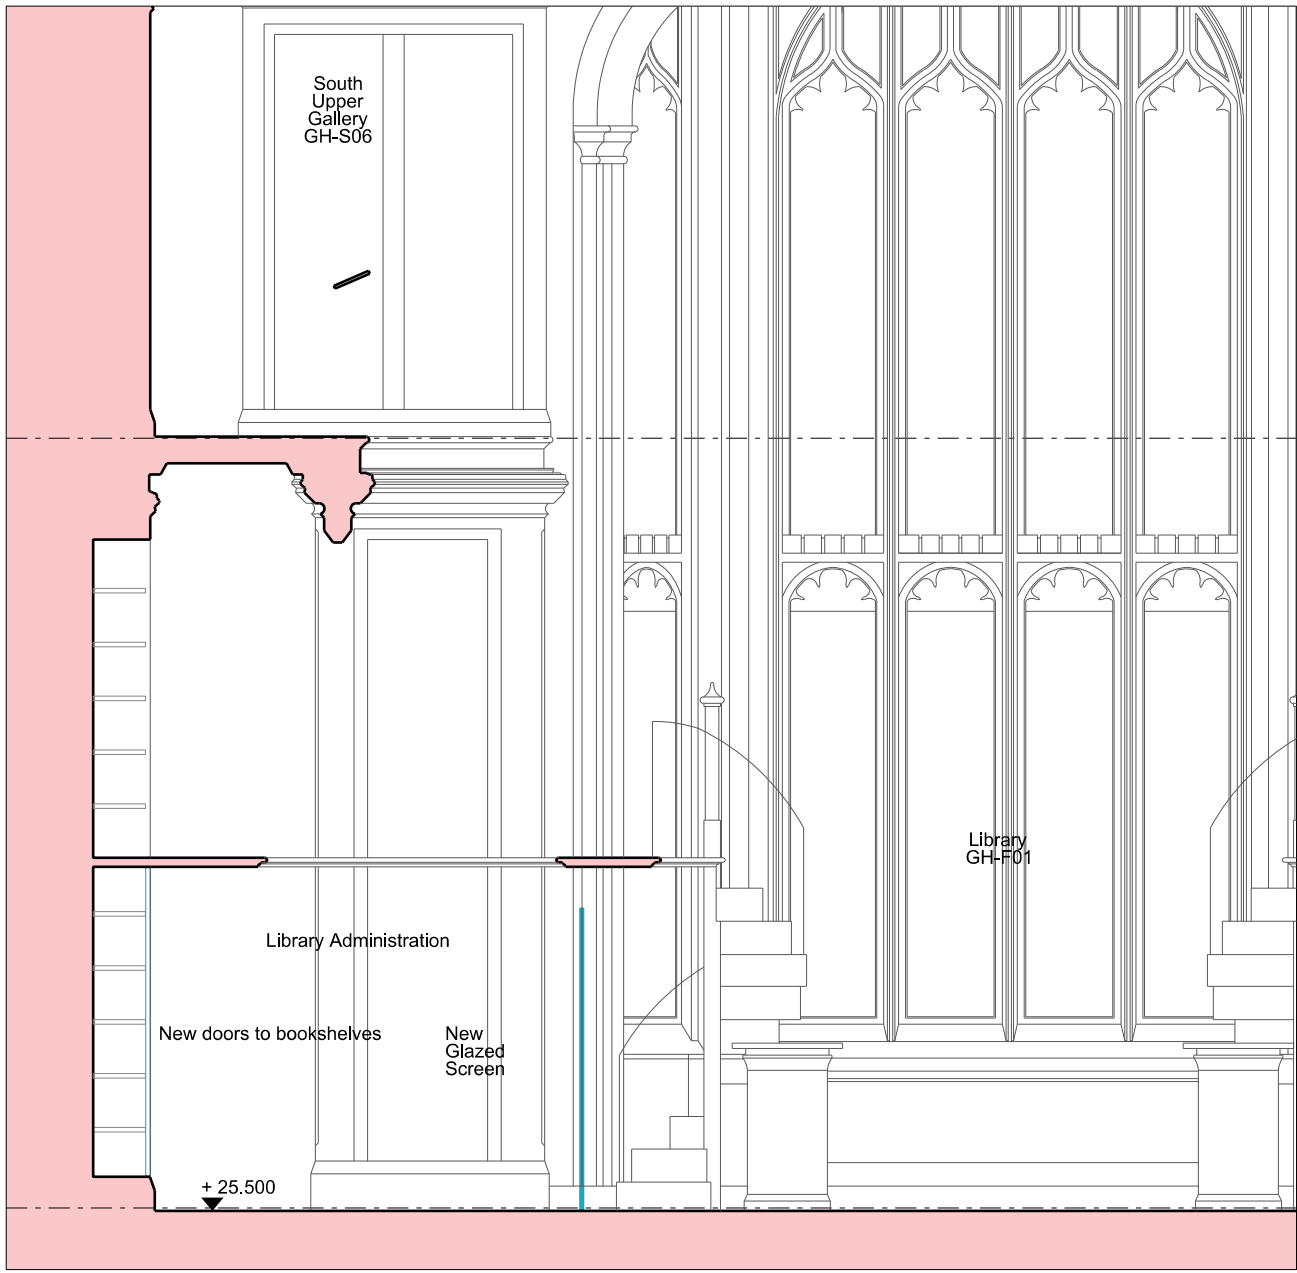 South
Upper
Gallery
GH-S06
Library
GH-F01
Library Administration
New doors to bookshelves
New
Glazed
Screen
+ 25.500